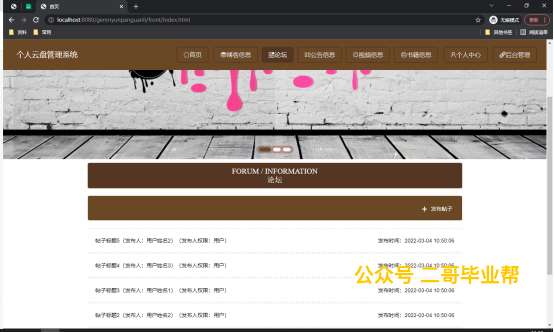 首页
localhost:8080/gerenyunpanguanli/front/index.html
无痕模式
更新
资料
常用
其他书签
阅读清单
个人云盘管理系统
首页
博客信息
论坛
公告信息
视频信息
书籍信息
个人中心
后台管理
FORUM / INFORMATION
论坛
+ 发布帖子
帖子标题5（发布人：用户姓名2）（发布人权限：用户） 发布时间：2022-03-04 10:50:06
帖子标题4（发布人：用户姓名3）（发布人权限：用户） 发布时间：2022-03-04 10:50:06
公众号 二哥毕业帮
帖子标题3（发布人：用户姓名1）（发布人权限：用户） 发布时间：2022-03-04 10:50:06
帖子标题2（发布人：用户姓名2）（发布人权限：用户） 发布时间：2022-03-04 10:50:06